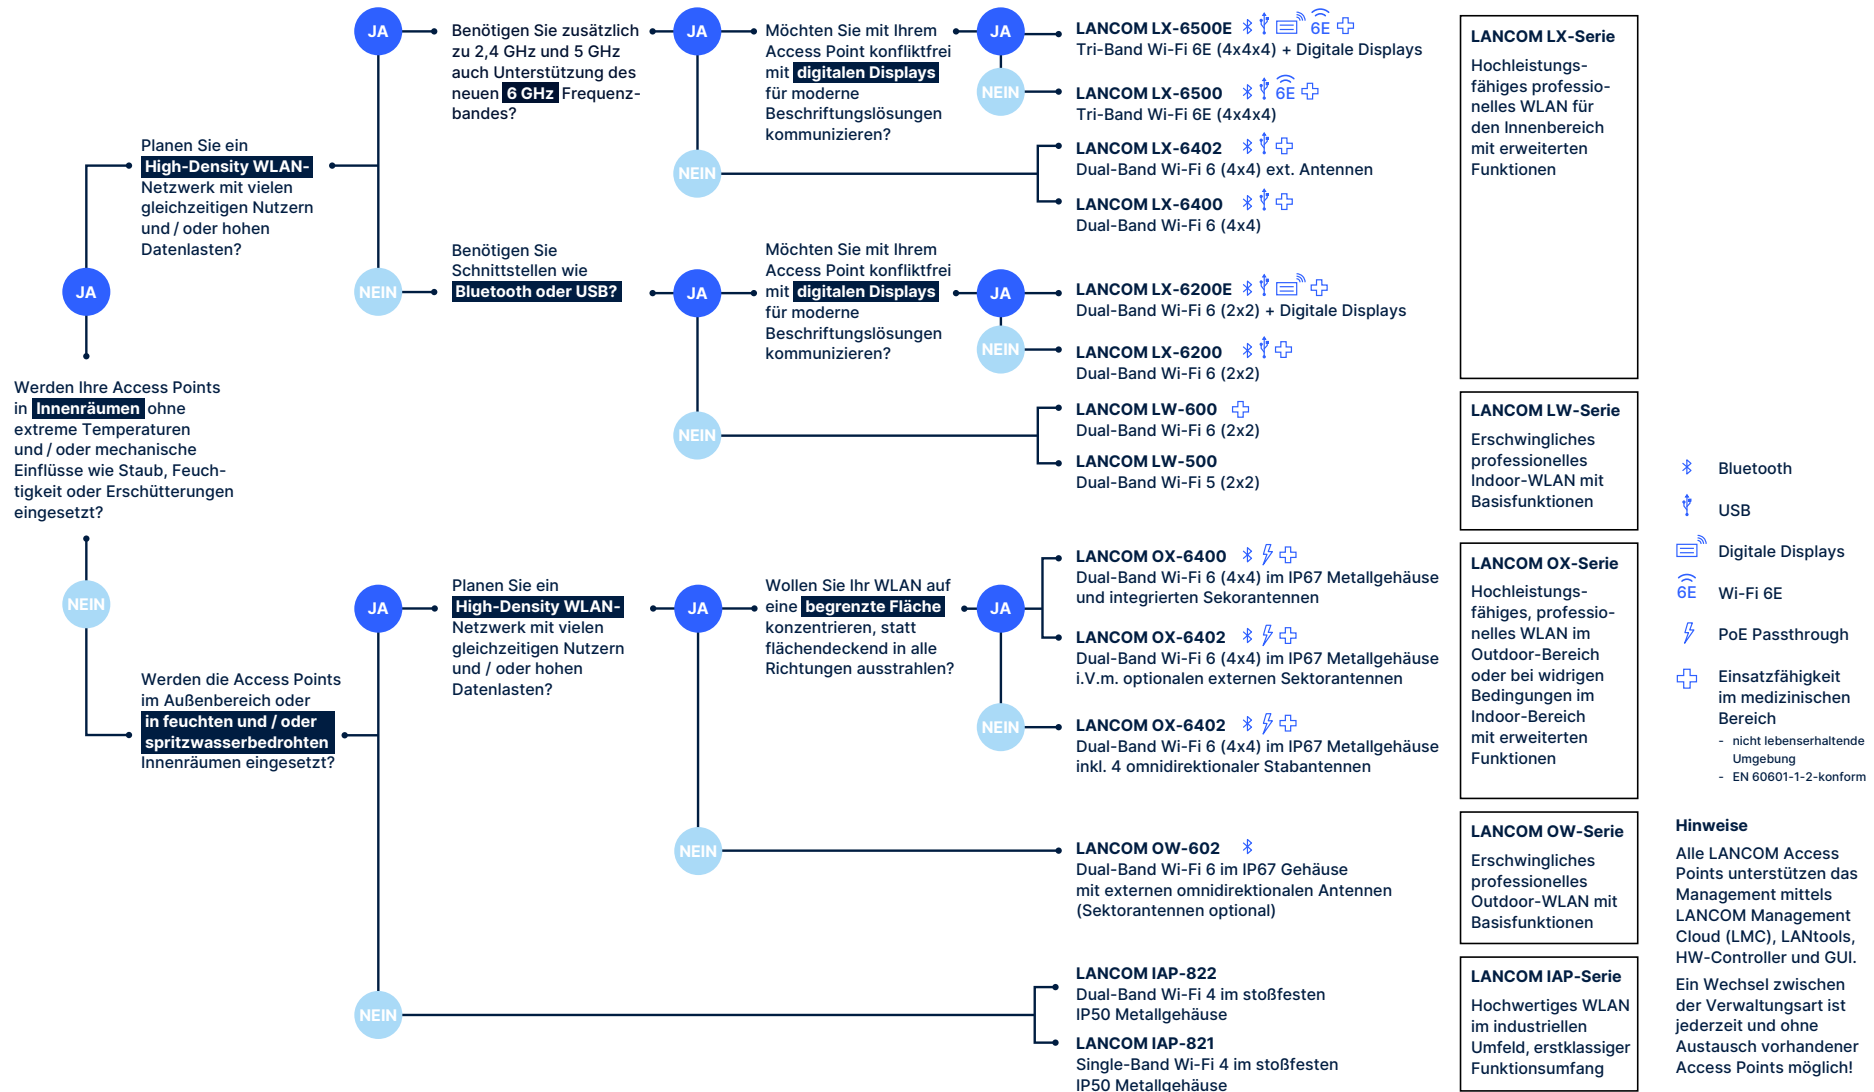 Werden Ihre Access Points
in Innenräumen ohne
extreme Temperaturen
und / oder mechanische
Einflüsse wie Staub, Feuch-
tigkeit oder Erschütterungen
eingesetzt?
JA
NEIN
Planen Sie ein
High-Density WLAN-
Netzwerk mit vielen
gleichzeitigen Nutzern
und / oder hohen
Datenlasten?
JA
NEIN
Benötigen Sie zusätzlich
zu 2,4 GHz und 5 GHz
auch Unterstützung des
neuen 6 GHz Frequenz-
bandes?
JA
NEIN
Möchten Sie mit Ihrem
Access Point konfliktfrei
mit digitalen Displays
für moderne
Beschriftungslösungen
kommunizieren?
JA
NEIN
LANCOM LX-6500E 6E
Tri-Band Wi-Fi 6E (4x4x4) + Digitale Displays
LANCOM LX-6500 6E
Tri-Band Wi-Fi 6E (4x4x4)
LANCOM LX-6402
Dual-Band Wi-Fi 6 (4x4) ext. Antennen
LANCOM LX-6400
Dual-Band Wi-Fi 6 (4x4)
Benötigen Sie
Schnittstellen wie
Bluetooth oder USB?
JA
NEIN
Möchten Sie mit Ihrem
Access Point konfliktfrei
mit digitalen Displays
für moderne
Beschriftungslösungen
kommunizieren?
JA
NEIN
LANCOM LX-6200E
Dual-Band Wi-Fi 6 (2x2) + Digitale Displays
LANCOM LX-6200
Dual-Band Wi-Fi 6 (2x2)
LANCOM LW-600
Dual-Band Wi-Fi 6 (2x2)
LANCOM LW-500
Dual-Band Wi-Fi 5 (2x2)
Werden die Access Points
im Außenbereich oder
in feuchten und / oder
spritzwasserbedrohten
Innenräumen eingesetzt?
JA
NEIN
Planen Sie ein
High-Density WLAN-
Netzwerk mit vielen
gleichzeitigen Nutzern
und / oder hohen
Datenlasten?
JA
NEIN
Wollen Sie Ihr WLAN auf
eine begrenzte Fläche
konzentrieren, statt
flächendeckend in alle
Richtungen ausstrahlen?
JA
NEIN
LANCOM OX-6400
Dual-Band Wi-Fi 6 (4x4) im IP67 Metallgehäuse
und integrierten Sekorantennen
LANCOM OX-6402
Dual-Band Wi-Fi 6 (4x4) im IP67 Metallgehäuse
i.V.m. optionalen externen Sektorantennen
LANCOM OX-6402
Dual-Band Wi-Fi 6 (4x4) im IP67 Metallgehäuse
inkl. 4 omnidirektionaler Stabantennen
LANCOM OW-602
Dual-Band Wi-Fi 6 im IP67 Gehäuse
mit externen omnidirektionalen Antennen
(Sektorantennen optional)
LANCOM IAP-822
Dual-Band Wi-Fi 4 im stoßfesten
IP50 Metallgehäuse
LANCOM IAP-821
Single-Band Wi-Fi 4 im stoßfesten
IP50 Metallgehäuse
LANCOM LX-Serie
Hochleistungs-
fähiges professio-
nelles WLAN für
den Innenbereich
mit erweiterten
Funktionen
LANCOM LW-Serie
Erschwingliches
professionelles
Indoor-WLAN mit
Basisfunktionen
LANCOM OX-Serie
Hochleistungs-
fähiges, professio-
nelles WLAN im
Outdoor-Bereich
oder bei widrigen
Bedingungen im
Indoor-Bereich
mit erweiterten
Funktionen
LANCOM OW-Serie
Erschwingliches
professionelles
Outdoor-WLAN mit
Basisfunktionen
LANCOM IAP-Serie
Hochwertiges WLAN
im industriellen
Umfeld, erstklassiger
Funktionsumfang
Bluetooth
USB
Digitale Displays
6E Wi-Fi 6E
PoE Passthrough
Einsatzfähigkeit
im medizinischen
Bereich
- nicht lebenserhaltende
Umgebung
- EN 60601-1-2-konform
Hinweise
Alle LANCOM Access
Points unterstützen das
Management mittels
LANCOM Management
Cloud (LMC), LANtools,
HW-Controller und GUI.
Ein Wechsel zwischen
der Verwaltungsart ist
jederzeit und ohne
Austausch vorhandener
Access Points möglich!